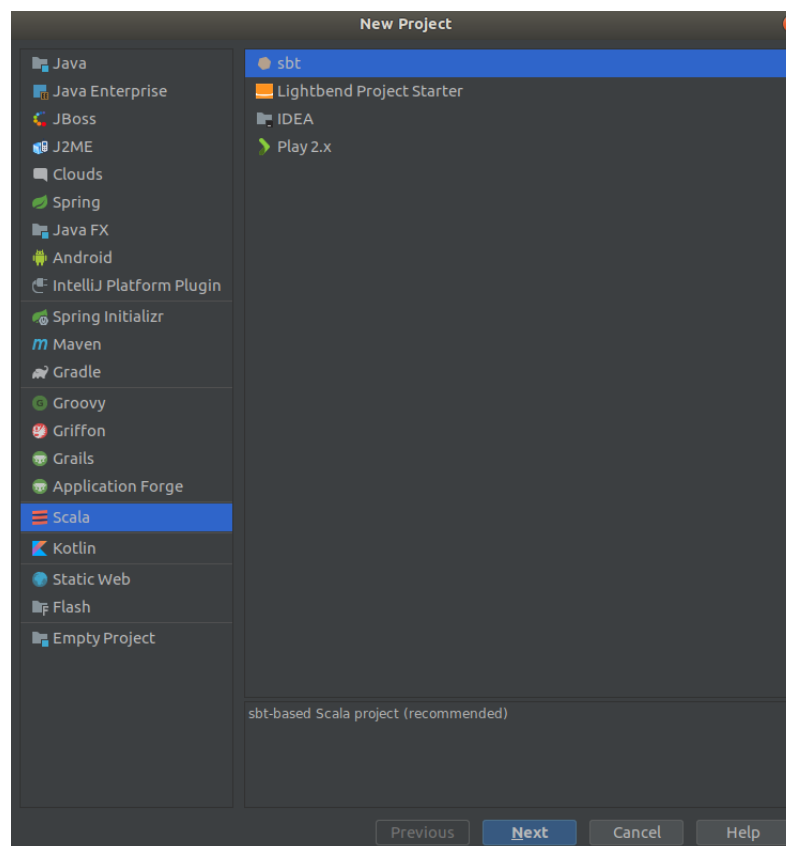 New Project
Java
Java Enterprise
JBoss
J2ME
Clouds
Spring
Java FX
Android
IntelliJ Platform Plugin
Spring Initializr
Maven
Gradle
Groovy
Griffon
Grails
Application Forge
Scala
Kotlin
Static Web
Flash
Empty Project
sbt
Lightbend Project Starter
IDEA
Play 2.x
sbt-based Scala project (recommended)
Previous
Next
Cancel
Help